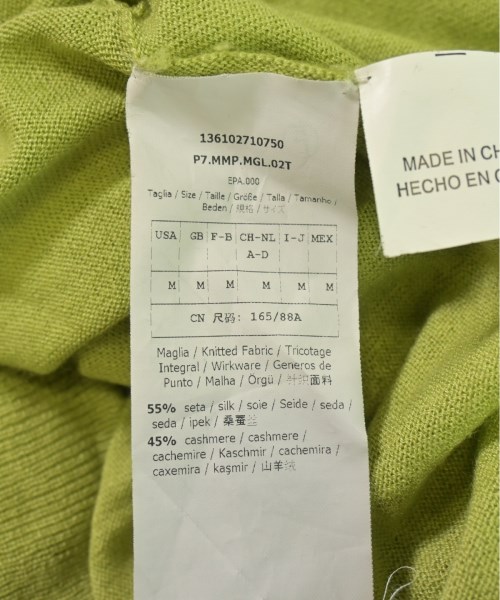 136102710750
P7.MMP.MGL.02T
EPA.000
Taglia / Size / Taille / Größe / Talla / Tamanho /
Beden / 規格 / サイズ
USA GB F-B CH-NL I-J MEX
A-D
M M M M M M
CN 尺码: 165/88A
Maglia / Knitted Fabric / Tricotage
Integral / Wirkware / Generos de
Punto / Malha / Örgü / 针织面料
55% seta / silk / soie / Seide / seda /
seda / ipek / 桑蚕丝
45% cashmere / cashmere /
cachemire / Kaschmir / cachemira /
caxemira / kaşmir / 山羊绒
MADE IN CH
HECHO EN C